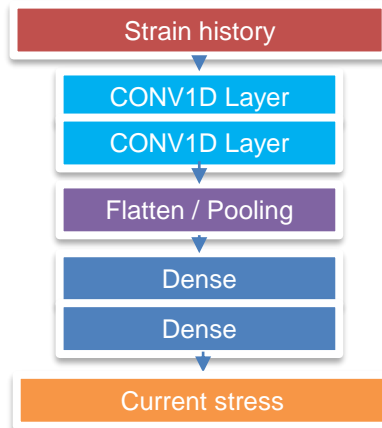 Strain history
CONV1D Layer
CONV1D Layer
Flatten / Pooling
Dense
Dense
Current stress